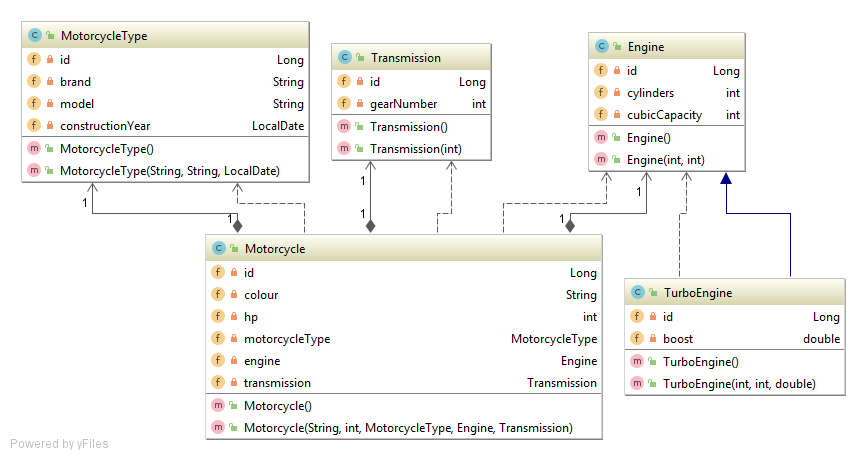 C MotorcycleType
f id Long
f brand String
f model String
f constructionYear LocalDate
m MotorcycleType()
m MotorcycleType(String, String, LocalDate)
C Transmission
f id Long
f gearNumber int
m Transmission()
m Transmission(int)
C Engine
f id Long
f cylinders int
f cubicCapacity int
m Engine()
m Engine(int, int)
1
1
1
1
1
1
C Motorcycle
f id Long
f colour String
f hp int
f motorcycleType MotorcycleType
f engine Engine
f transmission Transmission
m Motorcycle()
m Motorcycle(String, int, MotorcycleType, Engine, Transmission)
C TurboEngine
f id Long
f boost double
m TurboEngine()
m TurboEngine(int, int, double)
Powered by yFiles